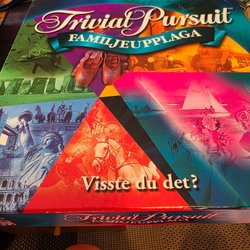 Trivial Pursuit
FAMILJEUPPLAGA
Visste du det?
Trivial Pursuit